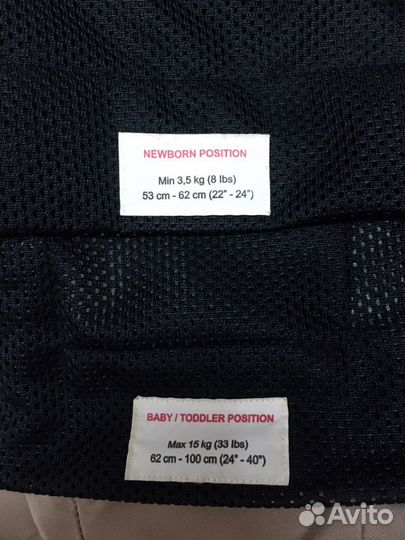 NEWBORN POSITION
Min 3,5 kg (8 lbs)
53 cm - 62 cm (22" - 24")
BABY / TODDLER POSITION
Max 15 kg (33 lbs)
62 cm - 100 cm (24" - 40")
Avito